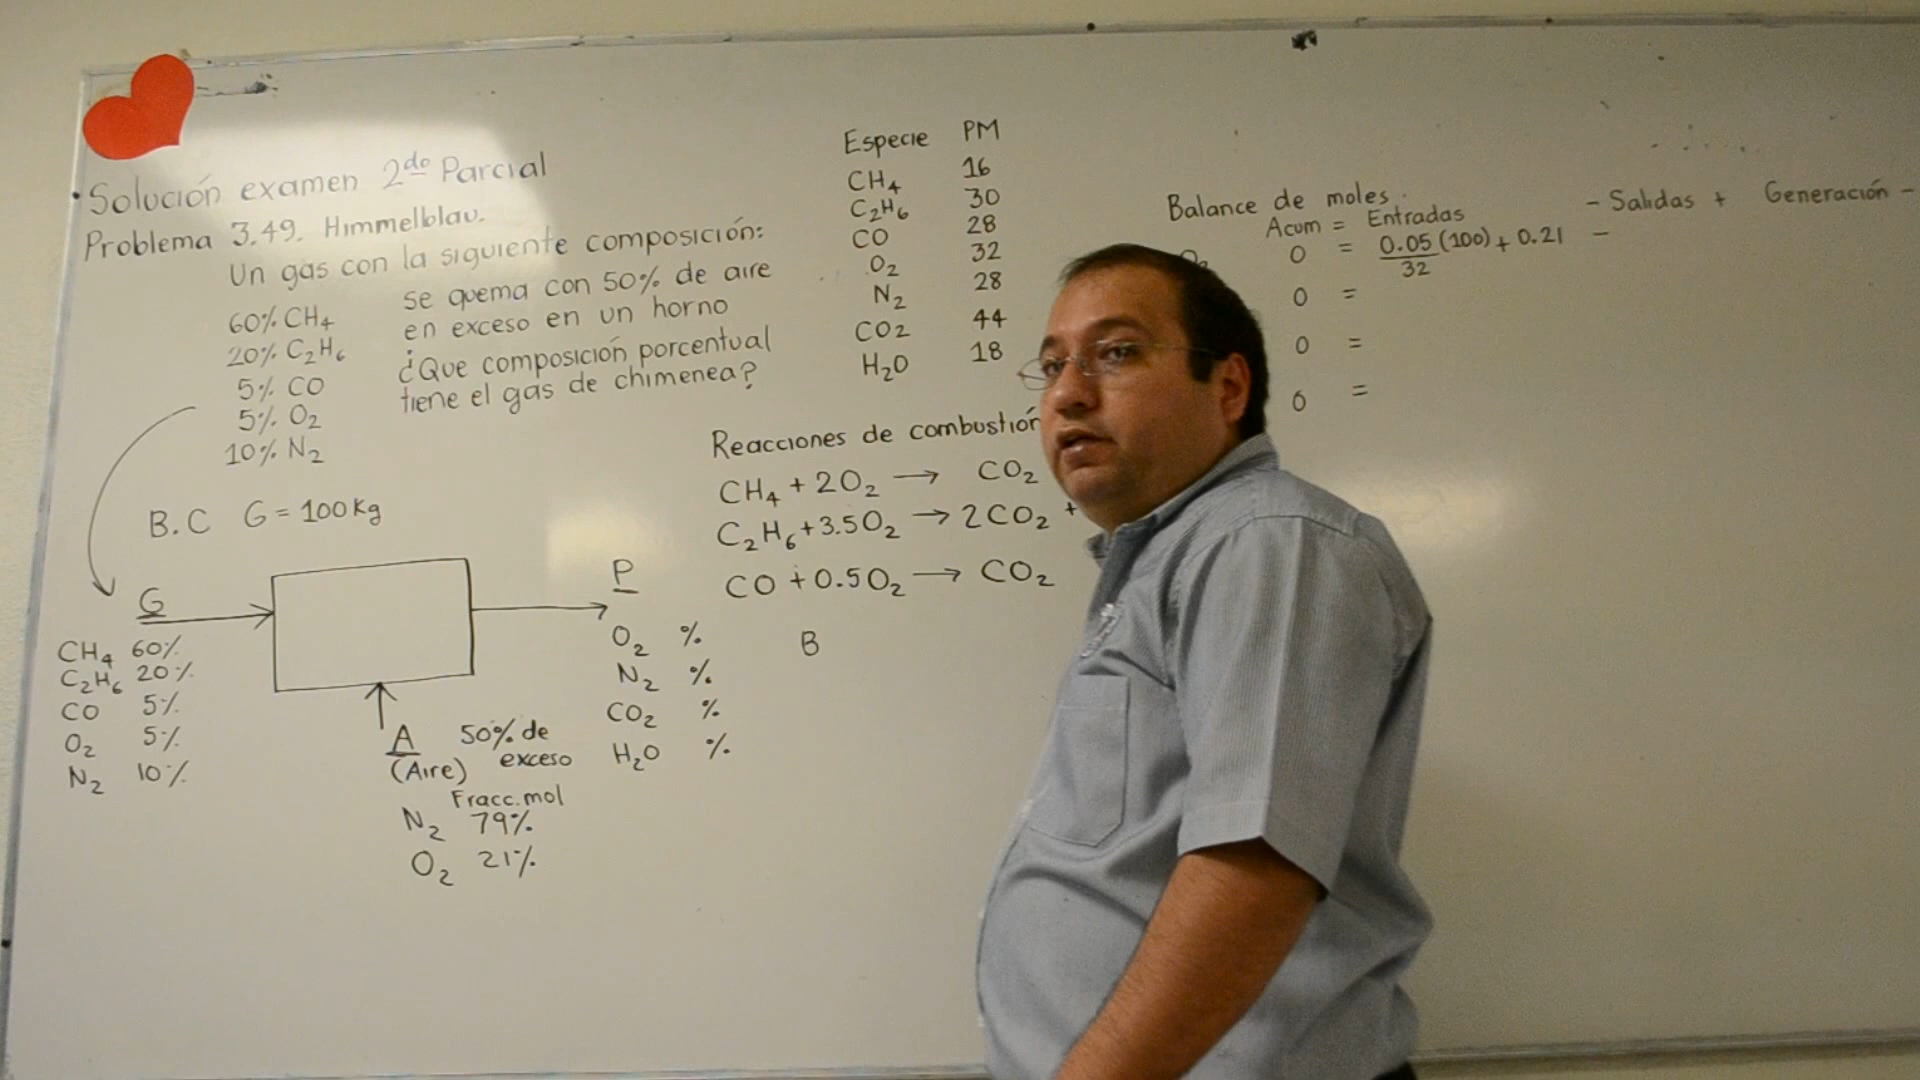 • Solución examen 2do Parcial
Problema 3.49. Himmelblau.
Un gas con la siguiente composición:
60% CH4
20% C2H6
5% CO
5% O2
10% N2
se quema con 50% de aire
en exceso en un horno
¿Que composición porcentual
tiene el gas de chimenea?
B.C G = 100 Kg
G
CH4 60%
C2H6 20%
CO 5%
O2 5%
N2 10%
A 50% de
(Aire) exceso
Fracc. mol
N2 79%
O2 21%
P
O2 %
N2 %
CO2 %
H2O %
Especie PM
CH4 16
C2H6 30
CO 28
O2 32
N2 28
CO2 44
H2O 18
Reacciones de combustión
CH4 + 2O2 → CO2
C2H6 + 3.5O2 → 2CO2 +
CO + 0.5O2 → CO2
B
Balance de moles.
Acum = Entradas - Salidas + Generación -
0 = 0.05(100) + 0.21 -
32
0 =
0 =
0 =